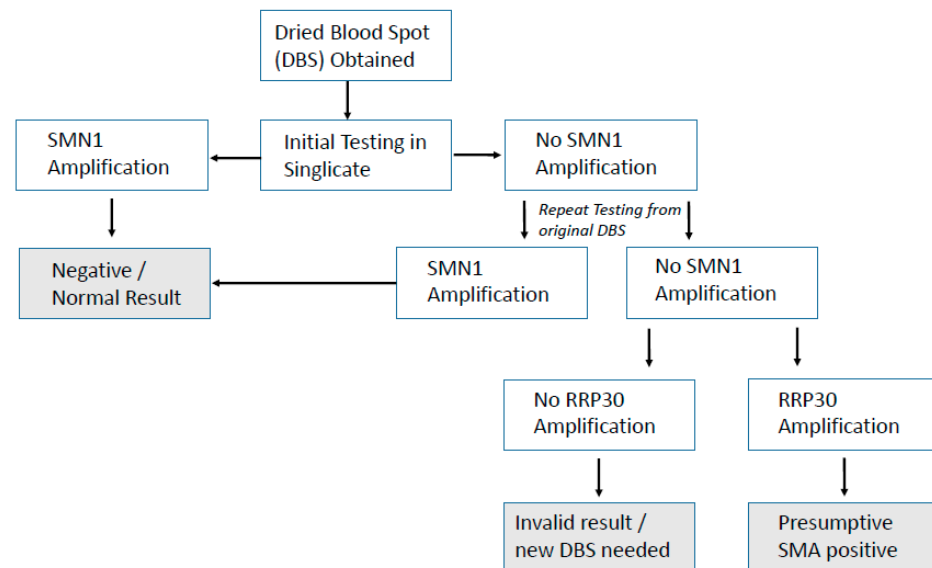 Dried Blood Spot
(DBS) Obtained
SMN1
Amplification
Initial Testing in
Singlicate
No SMN1
Amplification
Repeat Testing from
original DBS
Negative /
Normal Result
SMN1
Amplification
No SMN1
Amplification
No RRP30
Amplification
RRP30
Amplification
Invalid result /
new DBS needed
Presumptive
SMA positive